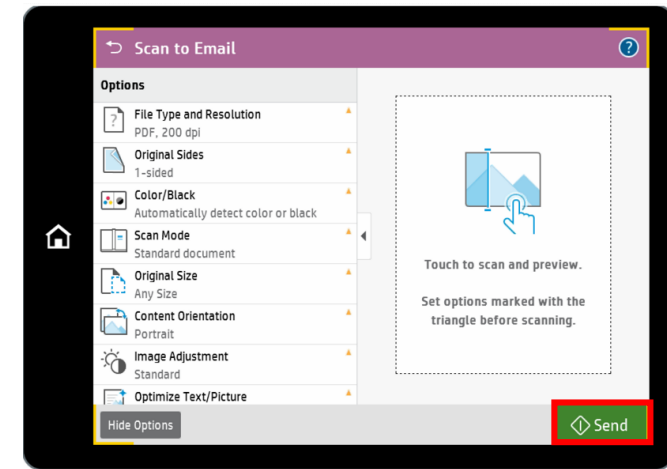 Scan to Email
?
Options
?
File Type and Resolution
PDF, 200 dpi
Original Sides
1-sided
Color/Black
Automatically detect color or black
Scan Mode
Standard document
Original Size
Any Size
Content Orientation
Portrait
Image Adjustment
Standard
Optimize Text/Picture
Touch to scan and preview.
Set options marked with the
triangle before scanning.
Hide Options
Send